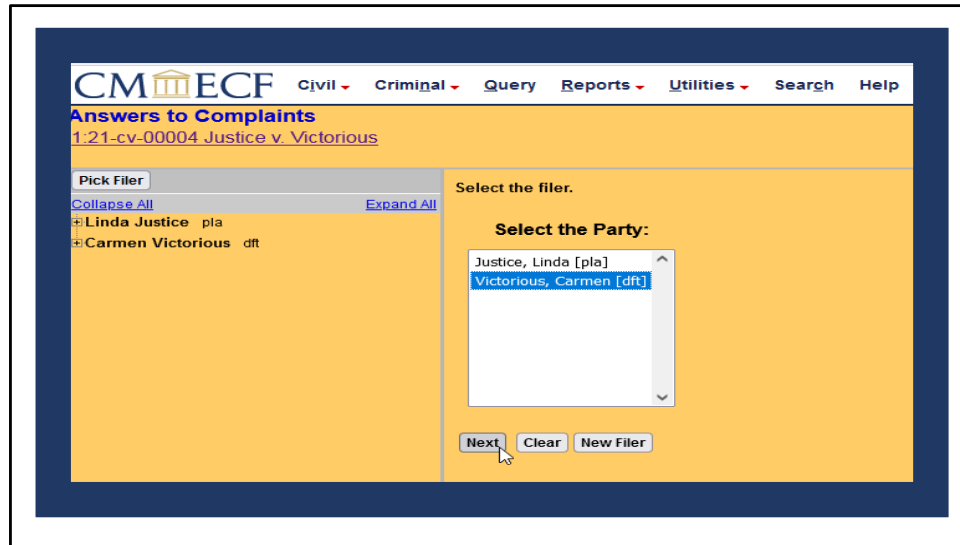 CM ECF Civil Criminal Query Reports Utilities Search Help
Answers to Complaints
1:21-cv-00004 Justice v. Victorious
Pick Filer
Collapse All Expand All
Linda Justice pla
Carmen Victorious dft
Select the filer.
Select the Party:
Justice, Linda [pla]
Victorious, Carmen [dft]
Next Clear New Filer